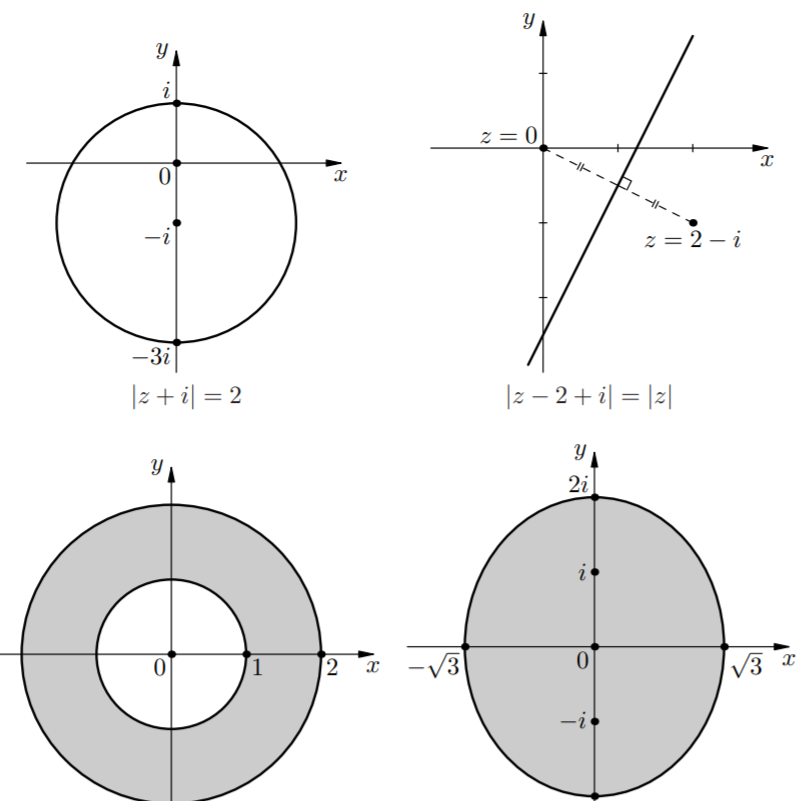 y
i
0
x
−i
−3i
|z + i| = 2
y
z = 0
x
z = 2 − i
|z − 2 + i| = |z|
y
0
1
2
x
y
2i
i
−√3
0
√3
x
−i